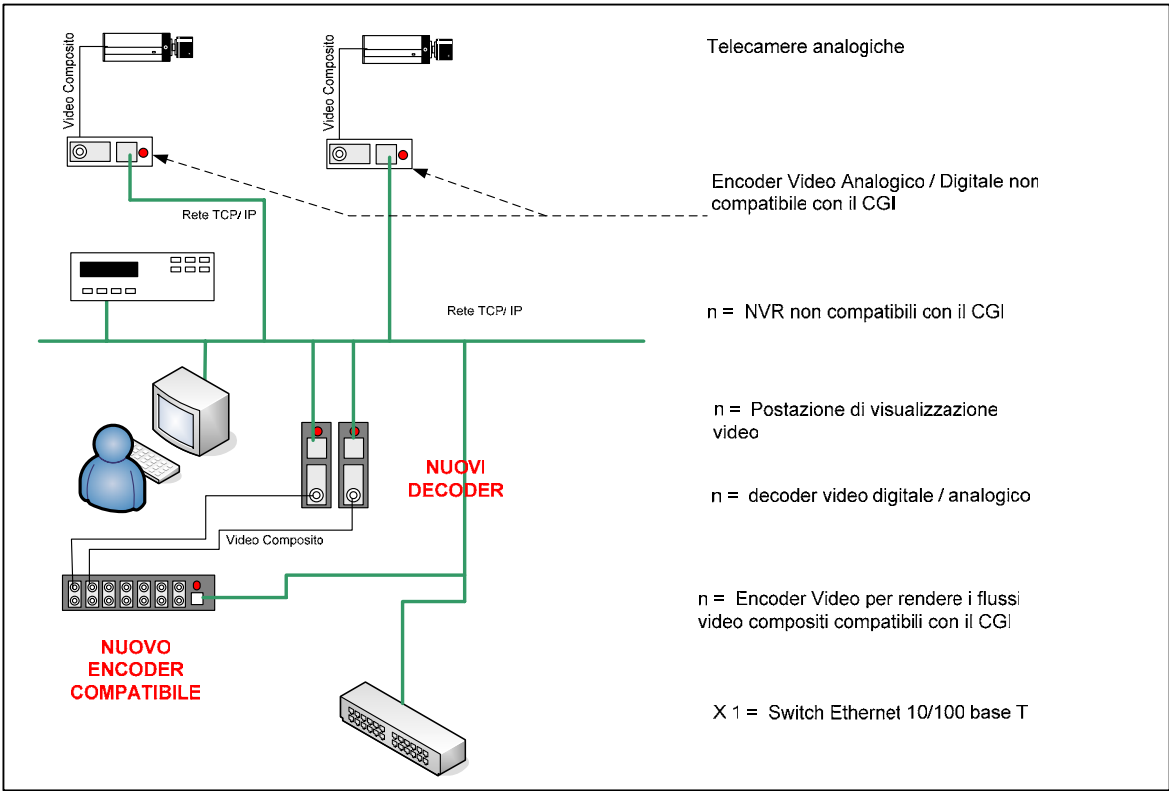 Video Composito
Video Composito
Telecamere analogiche
Encoder Video Analogico / Digitale non
compatibile con il CGI
Rete TCP/ IP
Rete TCP/ IP
n = NVR non compatibili con il CGI
n = Postazione di visualizzazione
video
NUOVI
DECODER
n = decoder video digitale / analogico
Video Composito
n = Encoder Video per rendere i flussi
video compositi compatibili con il CGI
NUOVO
ENCODER
COMPATIBILE
X 1 = Switch Ethernet 10/100 base T